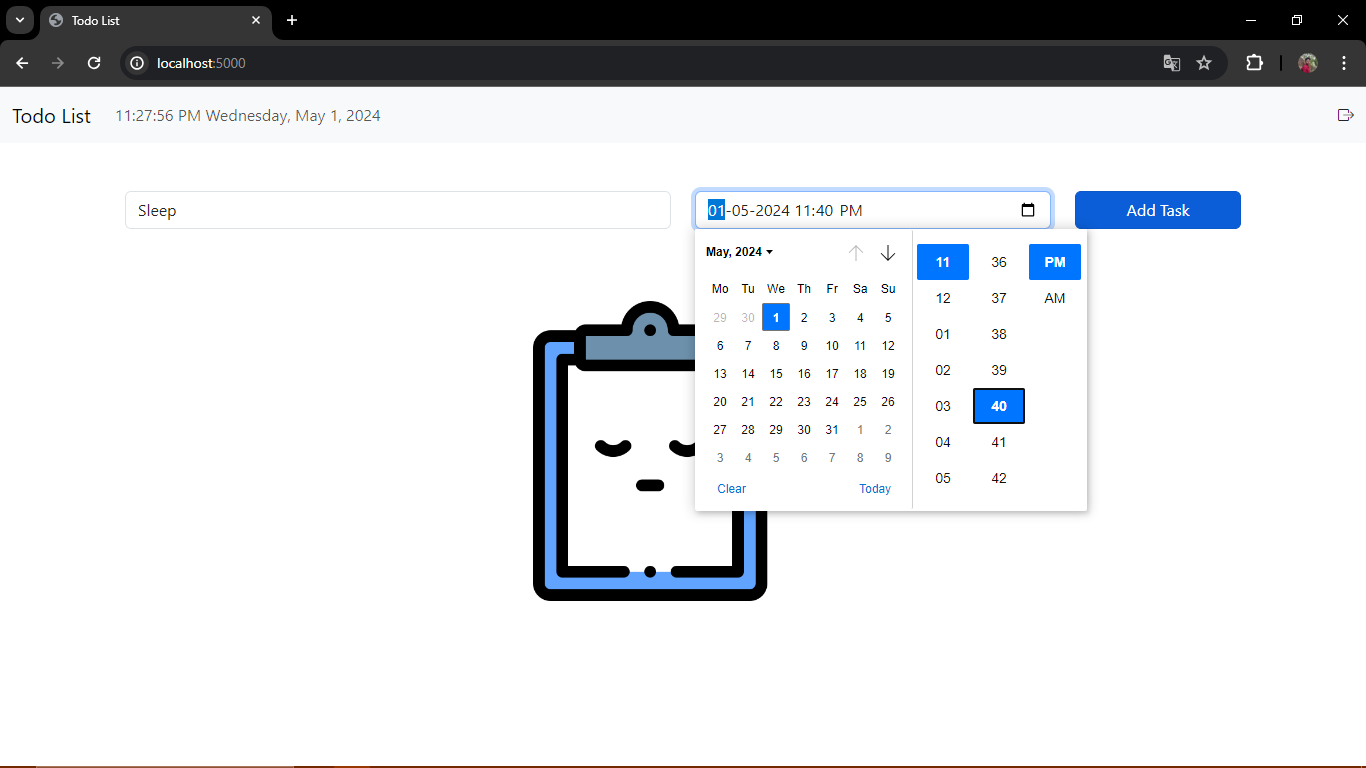 Todo List
localhost:5000
Todo List 11:27:56 PM Wednesday, May 1, 2024
Sleep 01-05-2024 11:40 PM Add Task
May, 2024
Mo Tu We Th Fr Sa Su
29 30 1 2 3 4 5
6 7 8 9 10 11 12
13 14 15 16 17 18 19
20 21 22 23 24 25 26
27 28 29 30 31 1 2
3 4 5 6 7 8 9
Clear Today
11 36 PM
12 37 AM
01 38
02 39
03 40
04 41
05 42